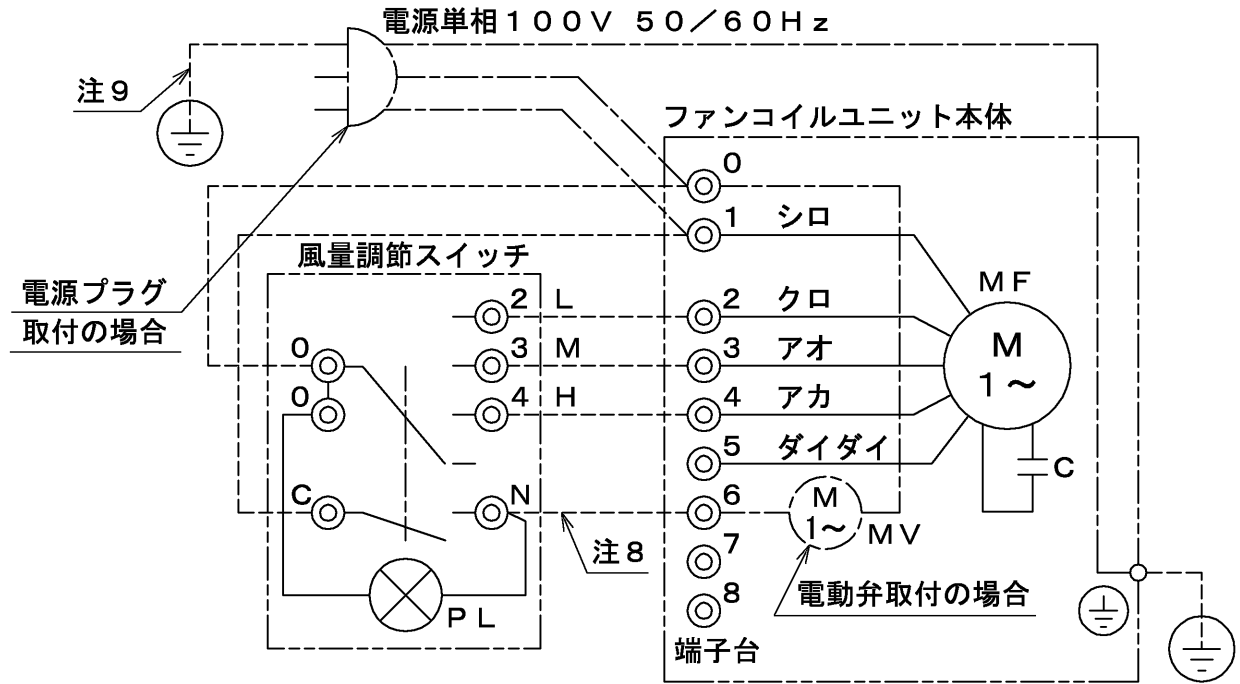 電源単相１００Ｖ ５０／６０Ｈｚ
注９
ファンコイルユニット本体
0
1 シロ
風量調節スイッチ
電源プラグ
取付の場合
2 L
3 M
4 H
0
0
C
N
2 クロ
3 アオ
4 アカ
5 ダイダイ
6
7
8
ＭＦ
M
1～
C
M
1～
ＭＶ
注８
電動弁取付の場合
ＰＬ
端子台